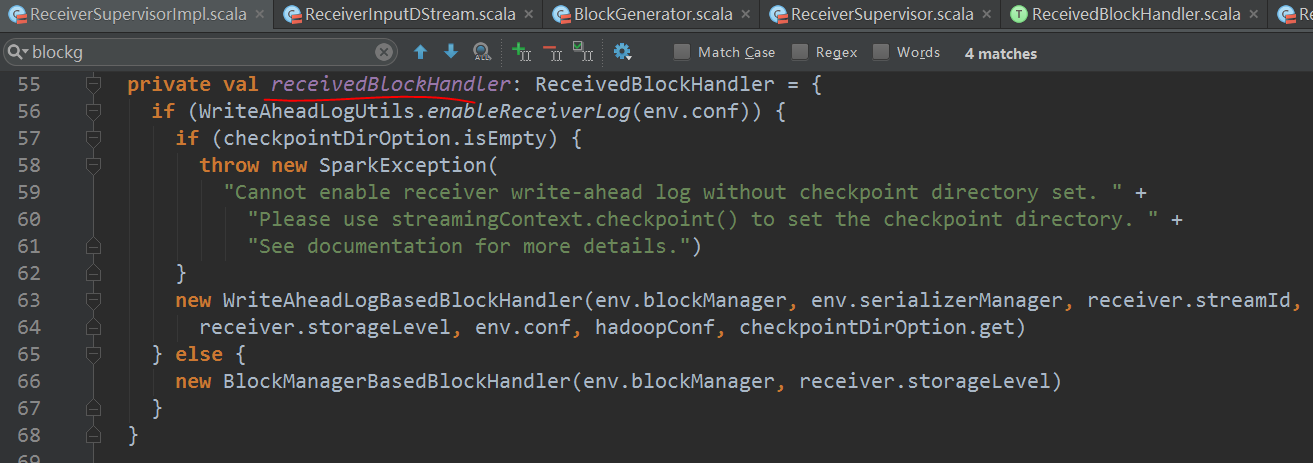 ReceiverSupervisorImpl.scala × ReceiverInputDStream.scala × BlockGenerator.scala × ReceiverSupervisor.scala × ReceivedBlockHandler.scala × Re
blockg Match Case Regex Words 4 matches
55 private val receivedBlockHandler: ReceivedBlockHandler = {
56 if (WriteAheadLogUtils.enableReceiverLog(env.conf)) {
57 if (checkpointDirOption.isEmpty) {
58 throw new SparkException(
59 "Cannot enable receiver write-ahead log without checkpoint directory set. " +
60 "Please use streamingContext.checkpoint() to set the checkpoint directory. " +
61 "See documentation for more details.")
62 }
63 new WriteAheadLogBasedBlockHandler(env.blockManager, env.serializerManager, receiver.streamId,
64 receiver.storageLevel, env.conf, hadoopConf, checkpointDirOption.get)
65 } else {
66 new BlockManagerBasedBlockHandler(env.blockManager, receiver.storageLevel)
67 }
68 }
69